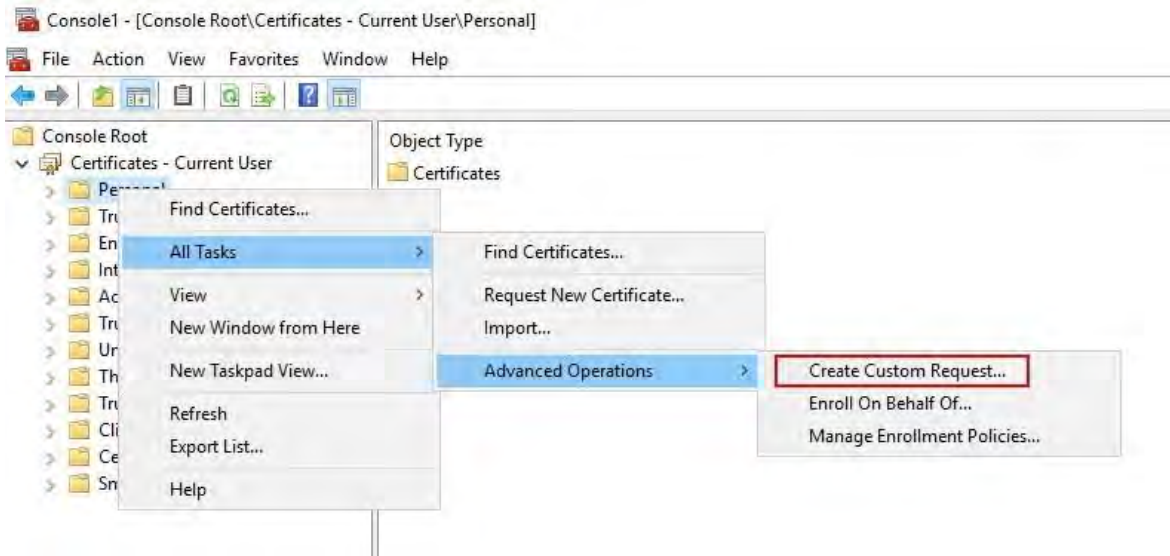 Console1 - [Console Root\Certificates - Current User\Personal]
File Action View Favorites Window Help
Console Root
Certificates - Current User
Object Type
Certificates
Find Certificates...
All Tasks
View
New Window from Here
New Taskpad View...
Refresh
Export List...
Help
Find Certificates...
Request New Certificate...
Import...
Advanced Operations
Create Custom Request...
Enroll On Behalf Of...
Manage Enrollment Policies...